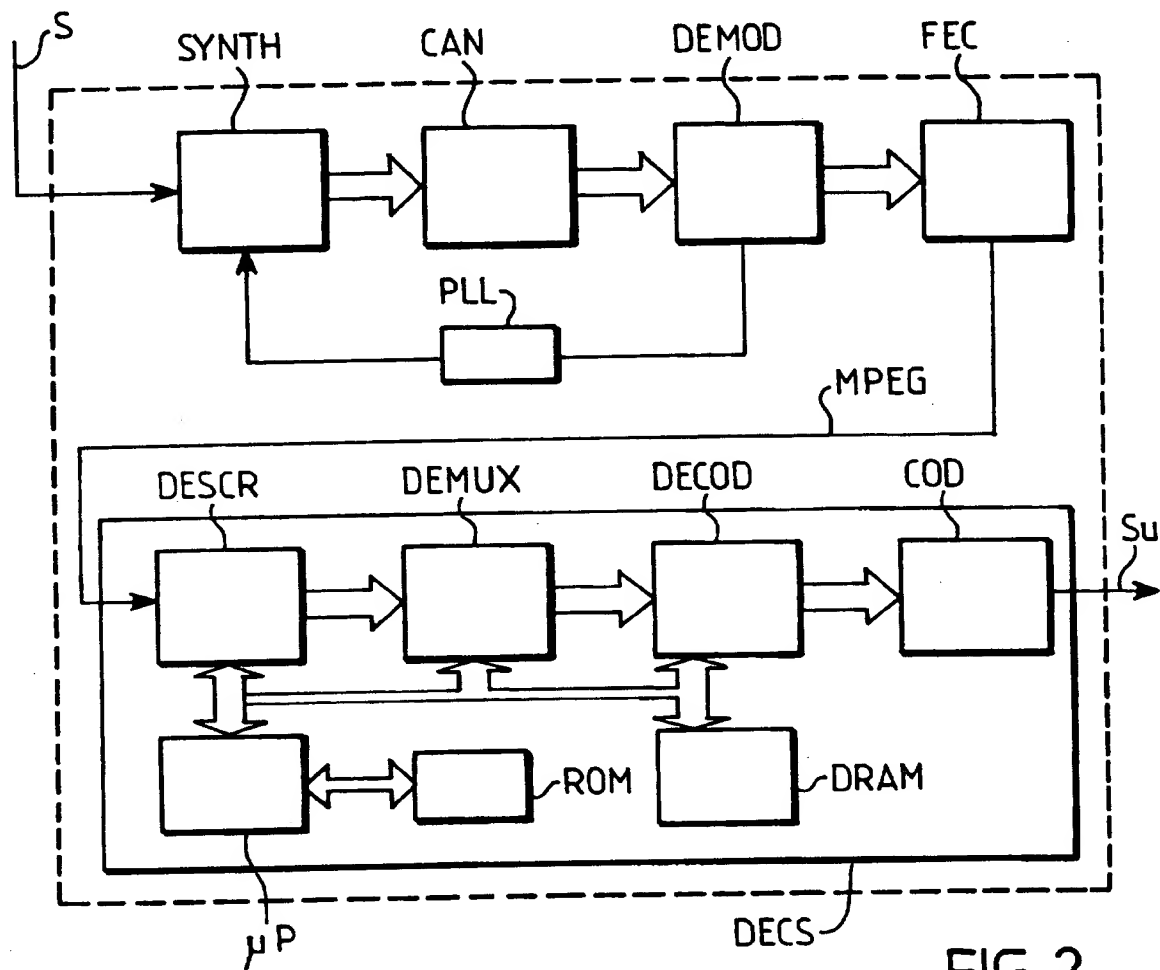 S
SYNTH
CAN
DEMOD
FEC
PLL
MPEG
DESCR
DEMUX
DECOD
COD
Su
ROM
DRAM
µP
DECS
FIG. 2